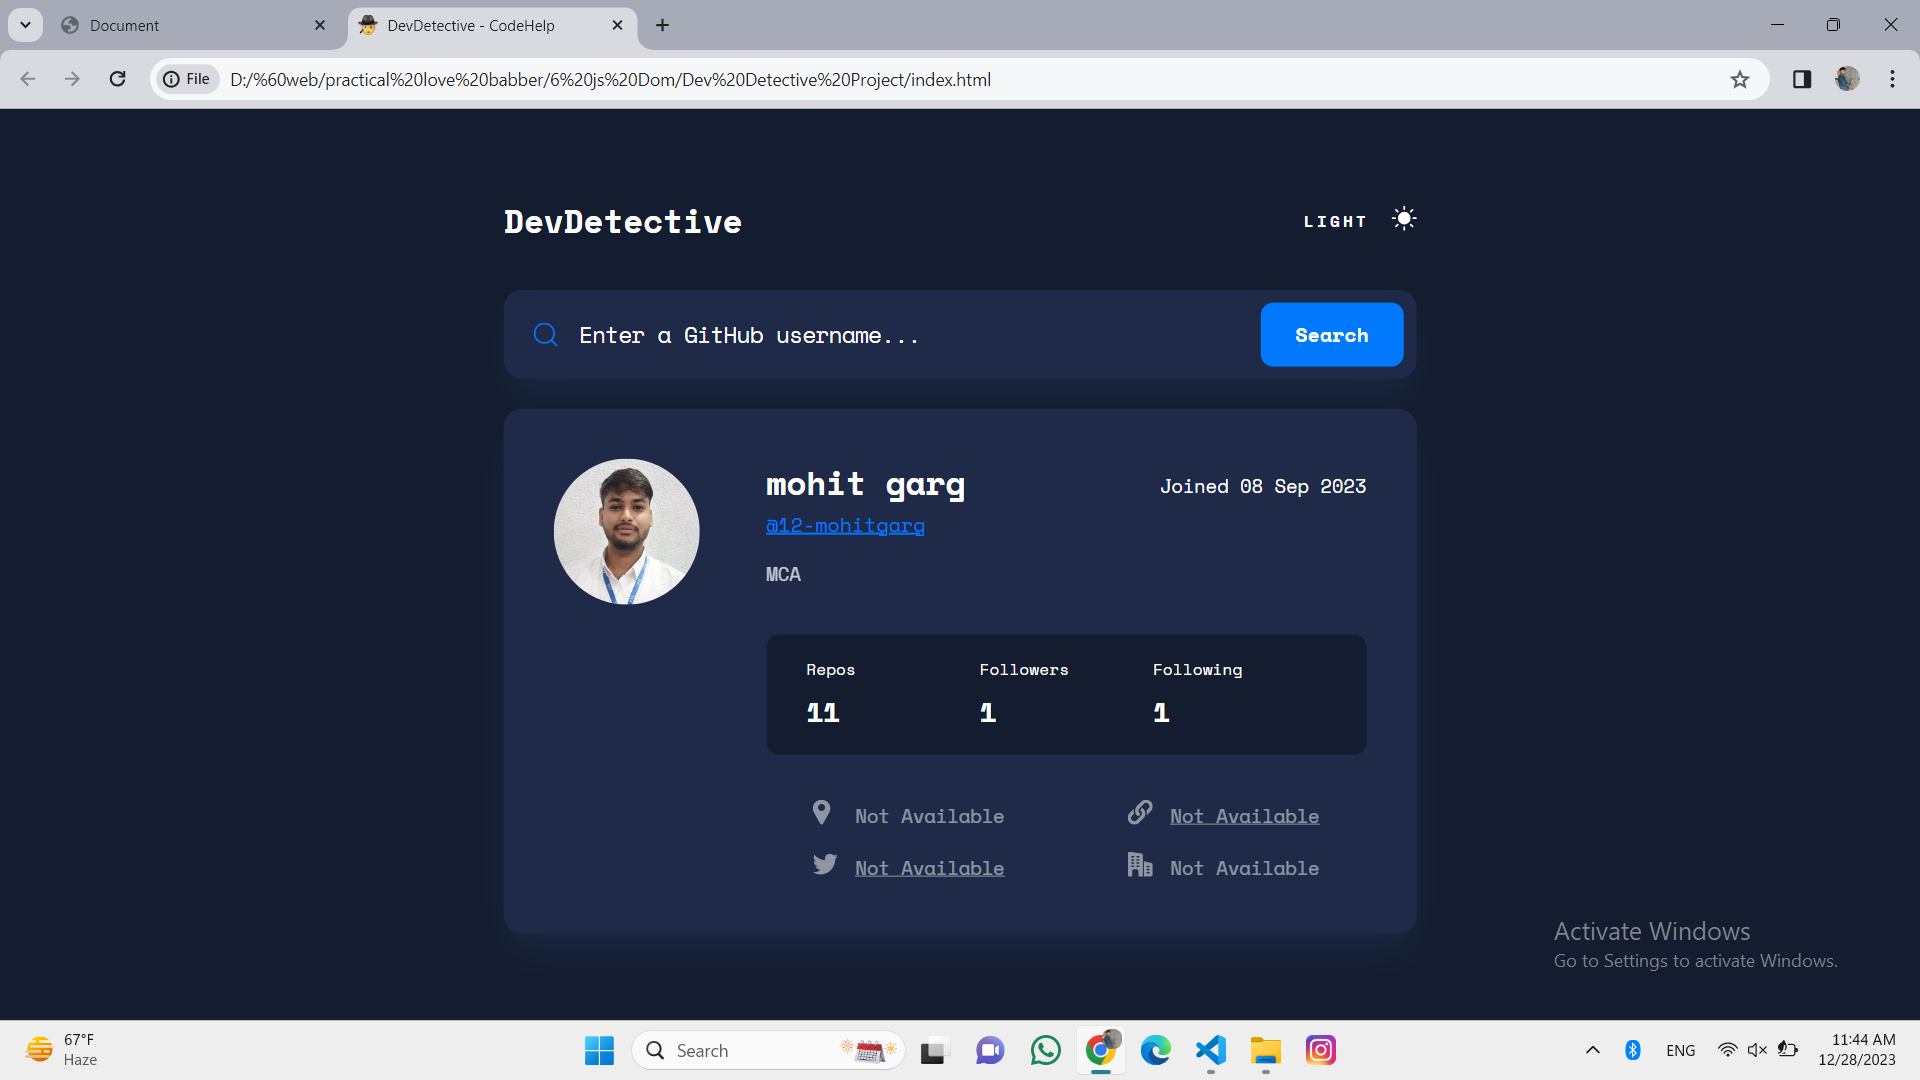 Document
DevDetective - CodeHelp
File
D:/%60web/practical%20love%20babber/6%20js%20Dom/Dev%20Detective%20Project/index.html
DevDetective
LIGHT
Enter a GitHub username...
Search
mohit garg
Joined 08 Sep 2023
@12-mohitgarg
MCA
Repos Followers Following
11 1 1
Not Available Not Available
Not Available Not Available
Activate Windows
Go to Settings to activate Windows.
67°F
Haze
Search
ENG
11:44 AM
12/28/2023